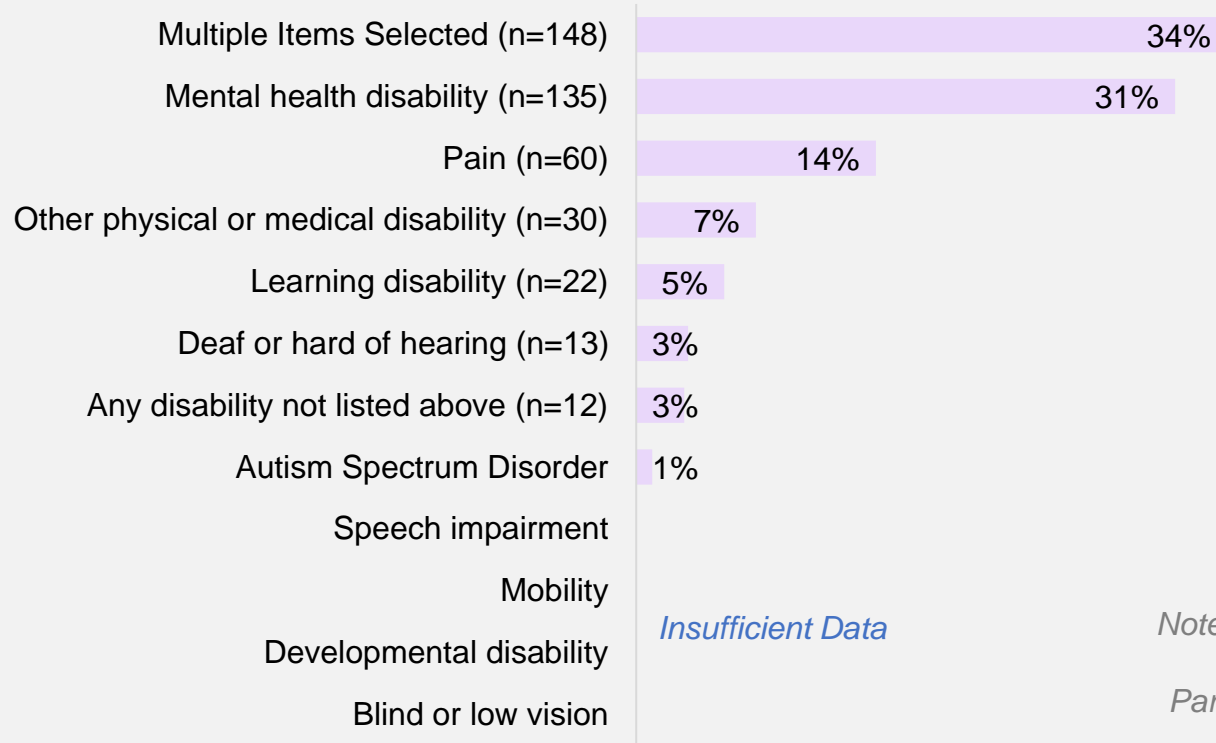 Multiple Items Selected (n=148) 34%
Mental health disability (n=135) 31%
Pain (n=60) 14%
Other physical or medical disability (n=30) 7%
Learning disability (n=22) 5%
Deaf or hard of hearing (n=13) 3%
Any disability not listed above (n=12) 3%
Autism Spectrum Disorder 1%
Speech impairment
Mobility
Insufficient Data
Developmental disability
Blind or low vision